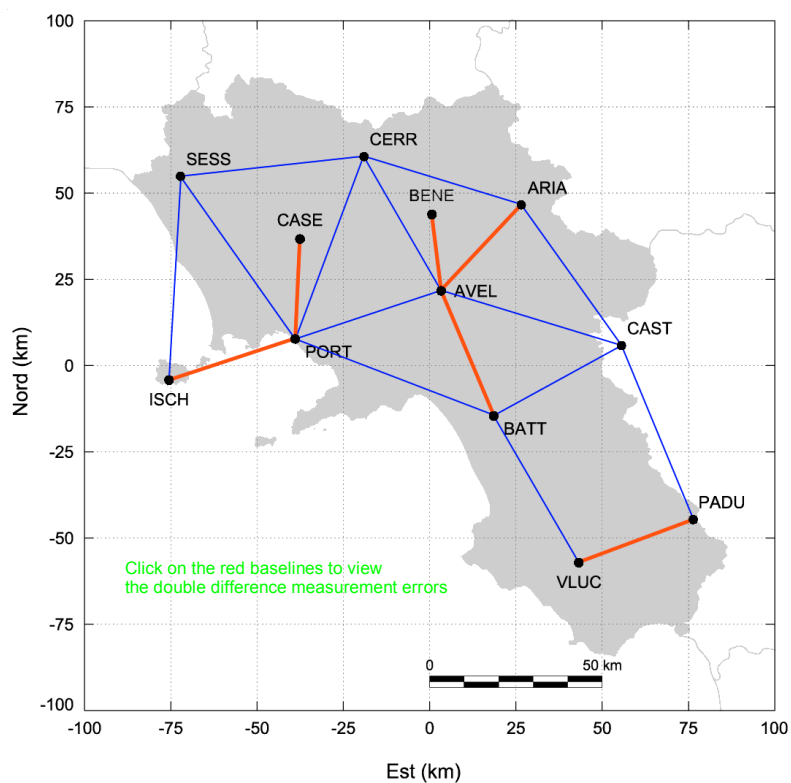 100
75
50
25
0
-25
-50
-75
-100
Nord (km)
CERR
SESS
BENE
ARIA
CASE
AVEL
CAST
PORT
ISCH
BATT
PADU
VLUC
Click on the red baselines to view
the double difference measurement errors
0 50 km
-100 -75 -50 -25 0 25 50 75 100
Est (km)